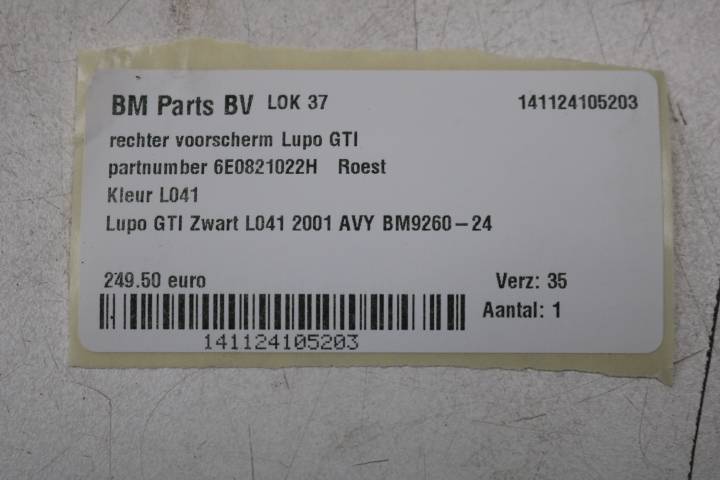 BM Parts BV LOK 37 141124105203
rechter voorscherm Lupo GTI
partnumber 6E0821022H Roest
Kleur L041
Lupo GTI Zwart L041 2001 AVY BM9260-24
249.50 euro Verz: 35
Aantal: 1
141124105203